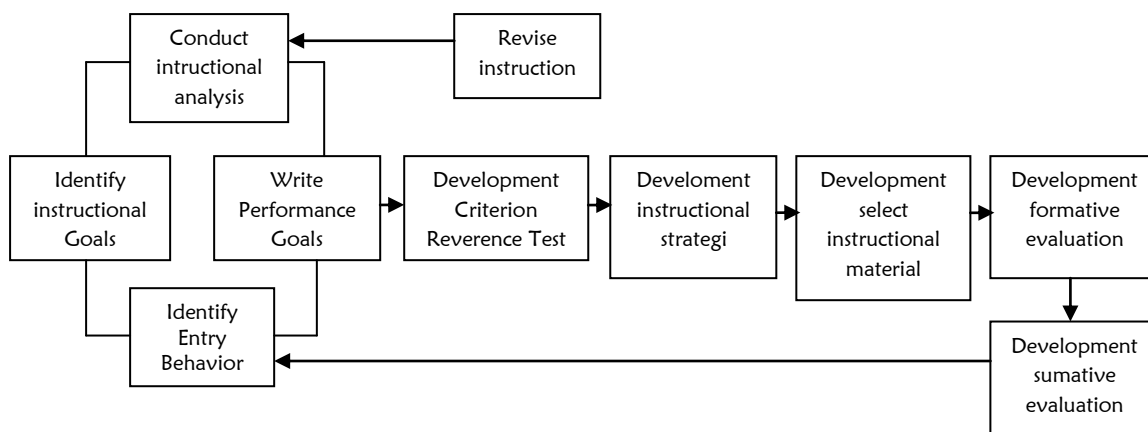 Conduct
intructional
analysis
Revise
instruction
Identify
instructional
Goals
Write
Performance
Goals
Development
Criterion
Reverence Test
Develoment
instructional
strategi
Development
select
instructional
material
Development
formative
evaluation
Identify
Entry
Behavior
Development
sumative
evaluation